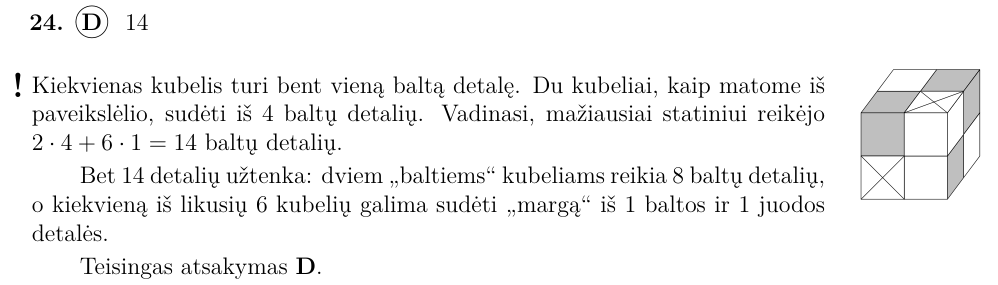 24. D 14
! Kiekvienas kubelis turi bent vieną baltą detalę. Du kubeliai, kaip matome iš
paveikslėlio, sudėti iš 4 baltų detalių. Vadinasi, mažiausiai statiniui reikėjo
2 · 4 + 6 · 1 = 14 baltų detalių.
Bet 14 detalių užtenka: dviem „baltiems“ kubeliams reikia 8 baltų detalių,
o kiekvieną iš likusių 6 kubelių galima sudėti „margą“ iš 1 baltos ir 1 juodos
detalės.
Teisingas atsakymas D.